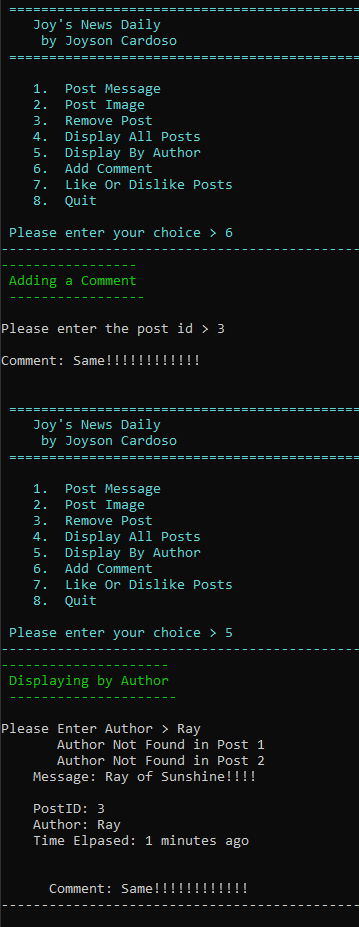 ==============================================
Joy's News Daily
by Joyson Cardoso
==============================================
1.  Post Message
2.  Post Image
3.  Remove Post
4.  Display All Posts
5.  Display By Author
6.  Add Comment
7.  Like Or Dislike Posts
8.  Quit
Please enter your choice > 6
---------------------------------------------
-----------------
Adding a Comment
-----------------
Please enter the post id > 3
Comment: Same!!!!!!!!!!!!
==============================================
Joy's News Daily
by Joyson Cardoso
==============================================
1.  Post Message
2.  Post Image
3.  Remove Post
4.  Display All Posts
5.  Display By Author
6.  Add Comment
7.  Like Or Dislike Posts
8.  Quit
Please enter your choice > 5
---------------------------------------------
---------------------
Displaying by Author
---------------------
Please Enter Author > Ray
Author Not Found in Post 1
Author Not Found in Post 2
Message: Ray of Sunshine!!!!
PostID: 3
Author: Ray
Time Elpased: 1 minutes ago
Comment: Same!!!!!!!!!!!!
---------------------------------------------